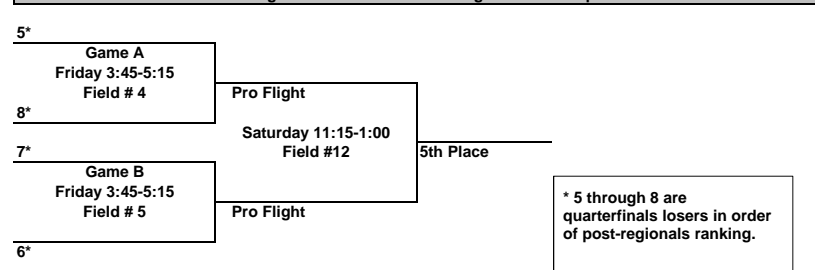 5*
Game A
Friday 3:45-5:15
Field # 4
Pro Flight
8*
Saturday 11:15-1:00
Field #12
5th Place
7*
Game B
Friday 3:45-5:15
Field # 5
Pro Flight
6*
* 5 through 8 are
quarterfinals losers in order
of post-regionals ranking.